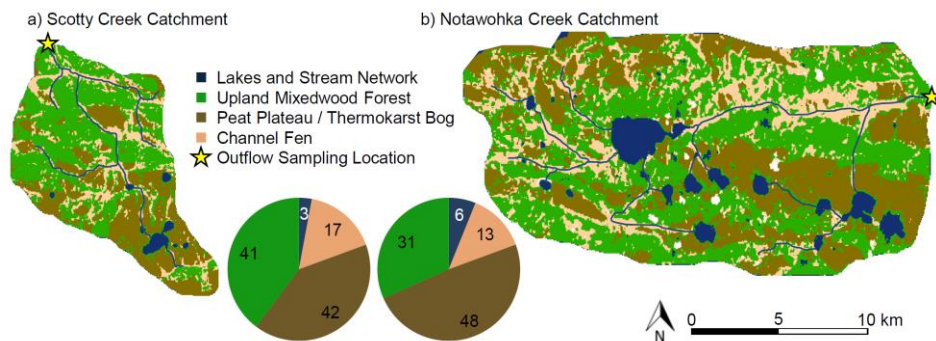 a) Scotty Creek Catchment
b) Notawohka Creek Catchment
Lakes and Stream Network
Upland Mixedwood Forest
Peat Plateau / Thermokarst Bog
Channel Fen
Outflow Sampling Location
3
17
42
41
6
13
48
31
N
0 5 10 km